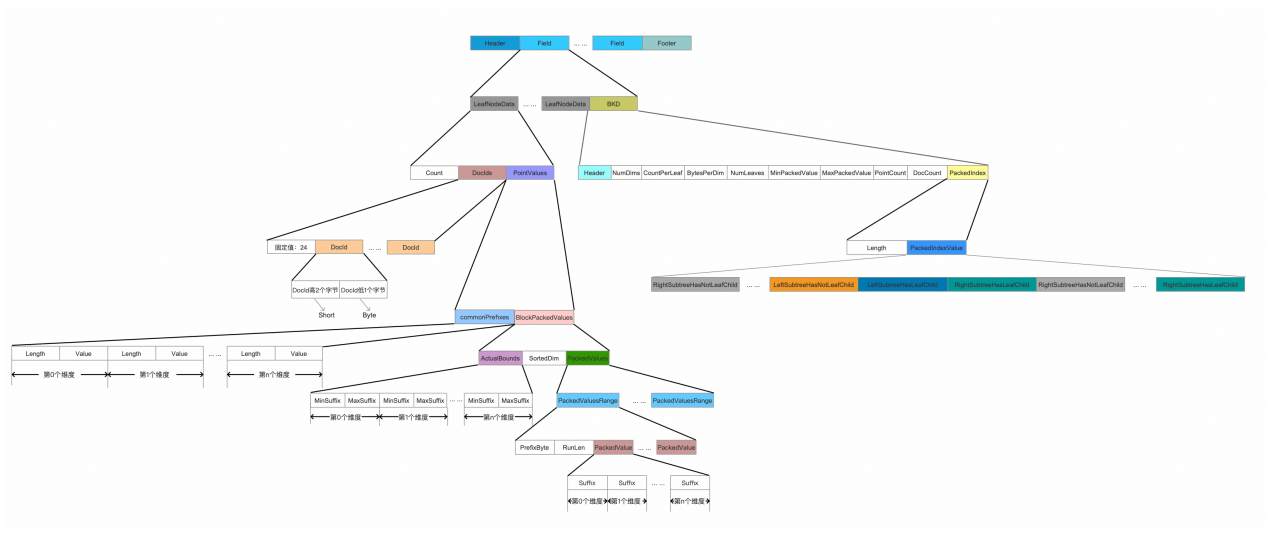 Header Field ... ... Field Footer
LeafNodeData ... ... LeafNodeData BKD
Count DocIds PointValues
Header NumDims CountPerLeaf BytesPerDim NumLeaves MinPackedValue MaxPackedValue PointCount DocCount PackedIndex
固定值：24 DocId ... ... DocId
Length PackedIndexValue
DocId高2个字节 DocId低1个字节
Short Byte
RightSubtreeHasNotLeafChild ... ... LeftSubtreeHasNotLeafChild LeftSubtreeHasLeafChild RightSubtreeHasLeafChild RightSubtreeHasNotLeafChild ... ... RightSubtreeHasLeafChild
commonPrefixes BlockPackedValues
Length Value Length Value ... ... Length Value
第0个维度 第1个维度 第n个维度
ActualBounds SortedDim PackedValues
MinSuffix MaxSuffix MinSuffix MaxSuffix ... ... MinSuffix MaxSuffix
第0个维度 第1个维度 第n个维度
PackedValuesRange ... ... PackedValuesRange
PrefixByte RunLen PackedValue ... ... PackedValue
Suffix Suffix ... ... Suffix
第0个维度 第1个维度 第n个维度